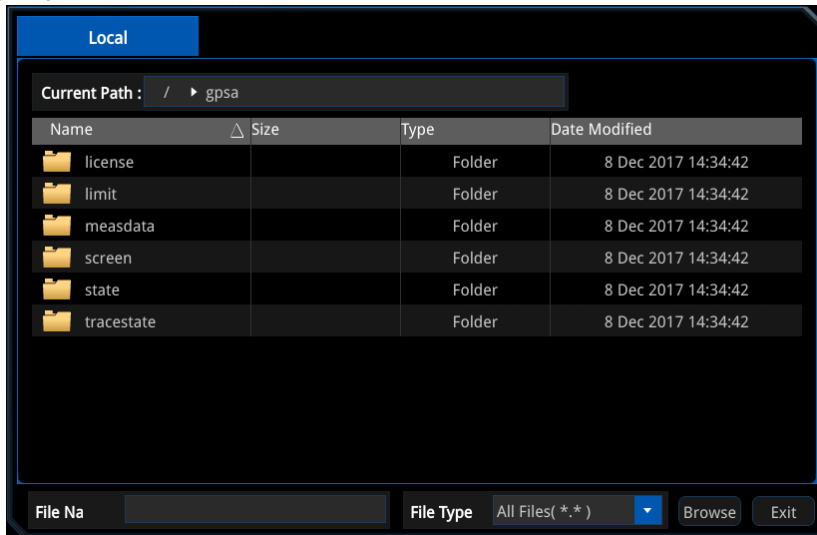 Local
Current Path : / gpsa
Name Size Type Date Modified
license Folder 8 Dec 2017 14:34:42
limit Folder 8 Dec 2017 14:34:42
measdata Folder 8 Dec 2017 14:34:42
screen Folder 8 Dec 2017 14:34:42
state Folder 8 Dec 2017 14:34:42
tracestate Folder 8 Dec 2017 14:34:42
File Na File Type All Files( *.* ) Browse Exit